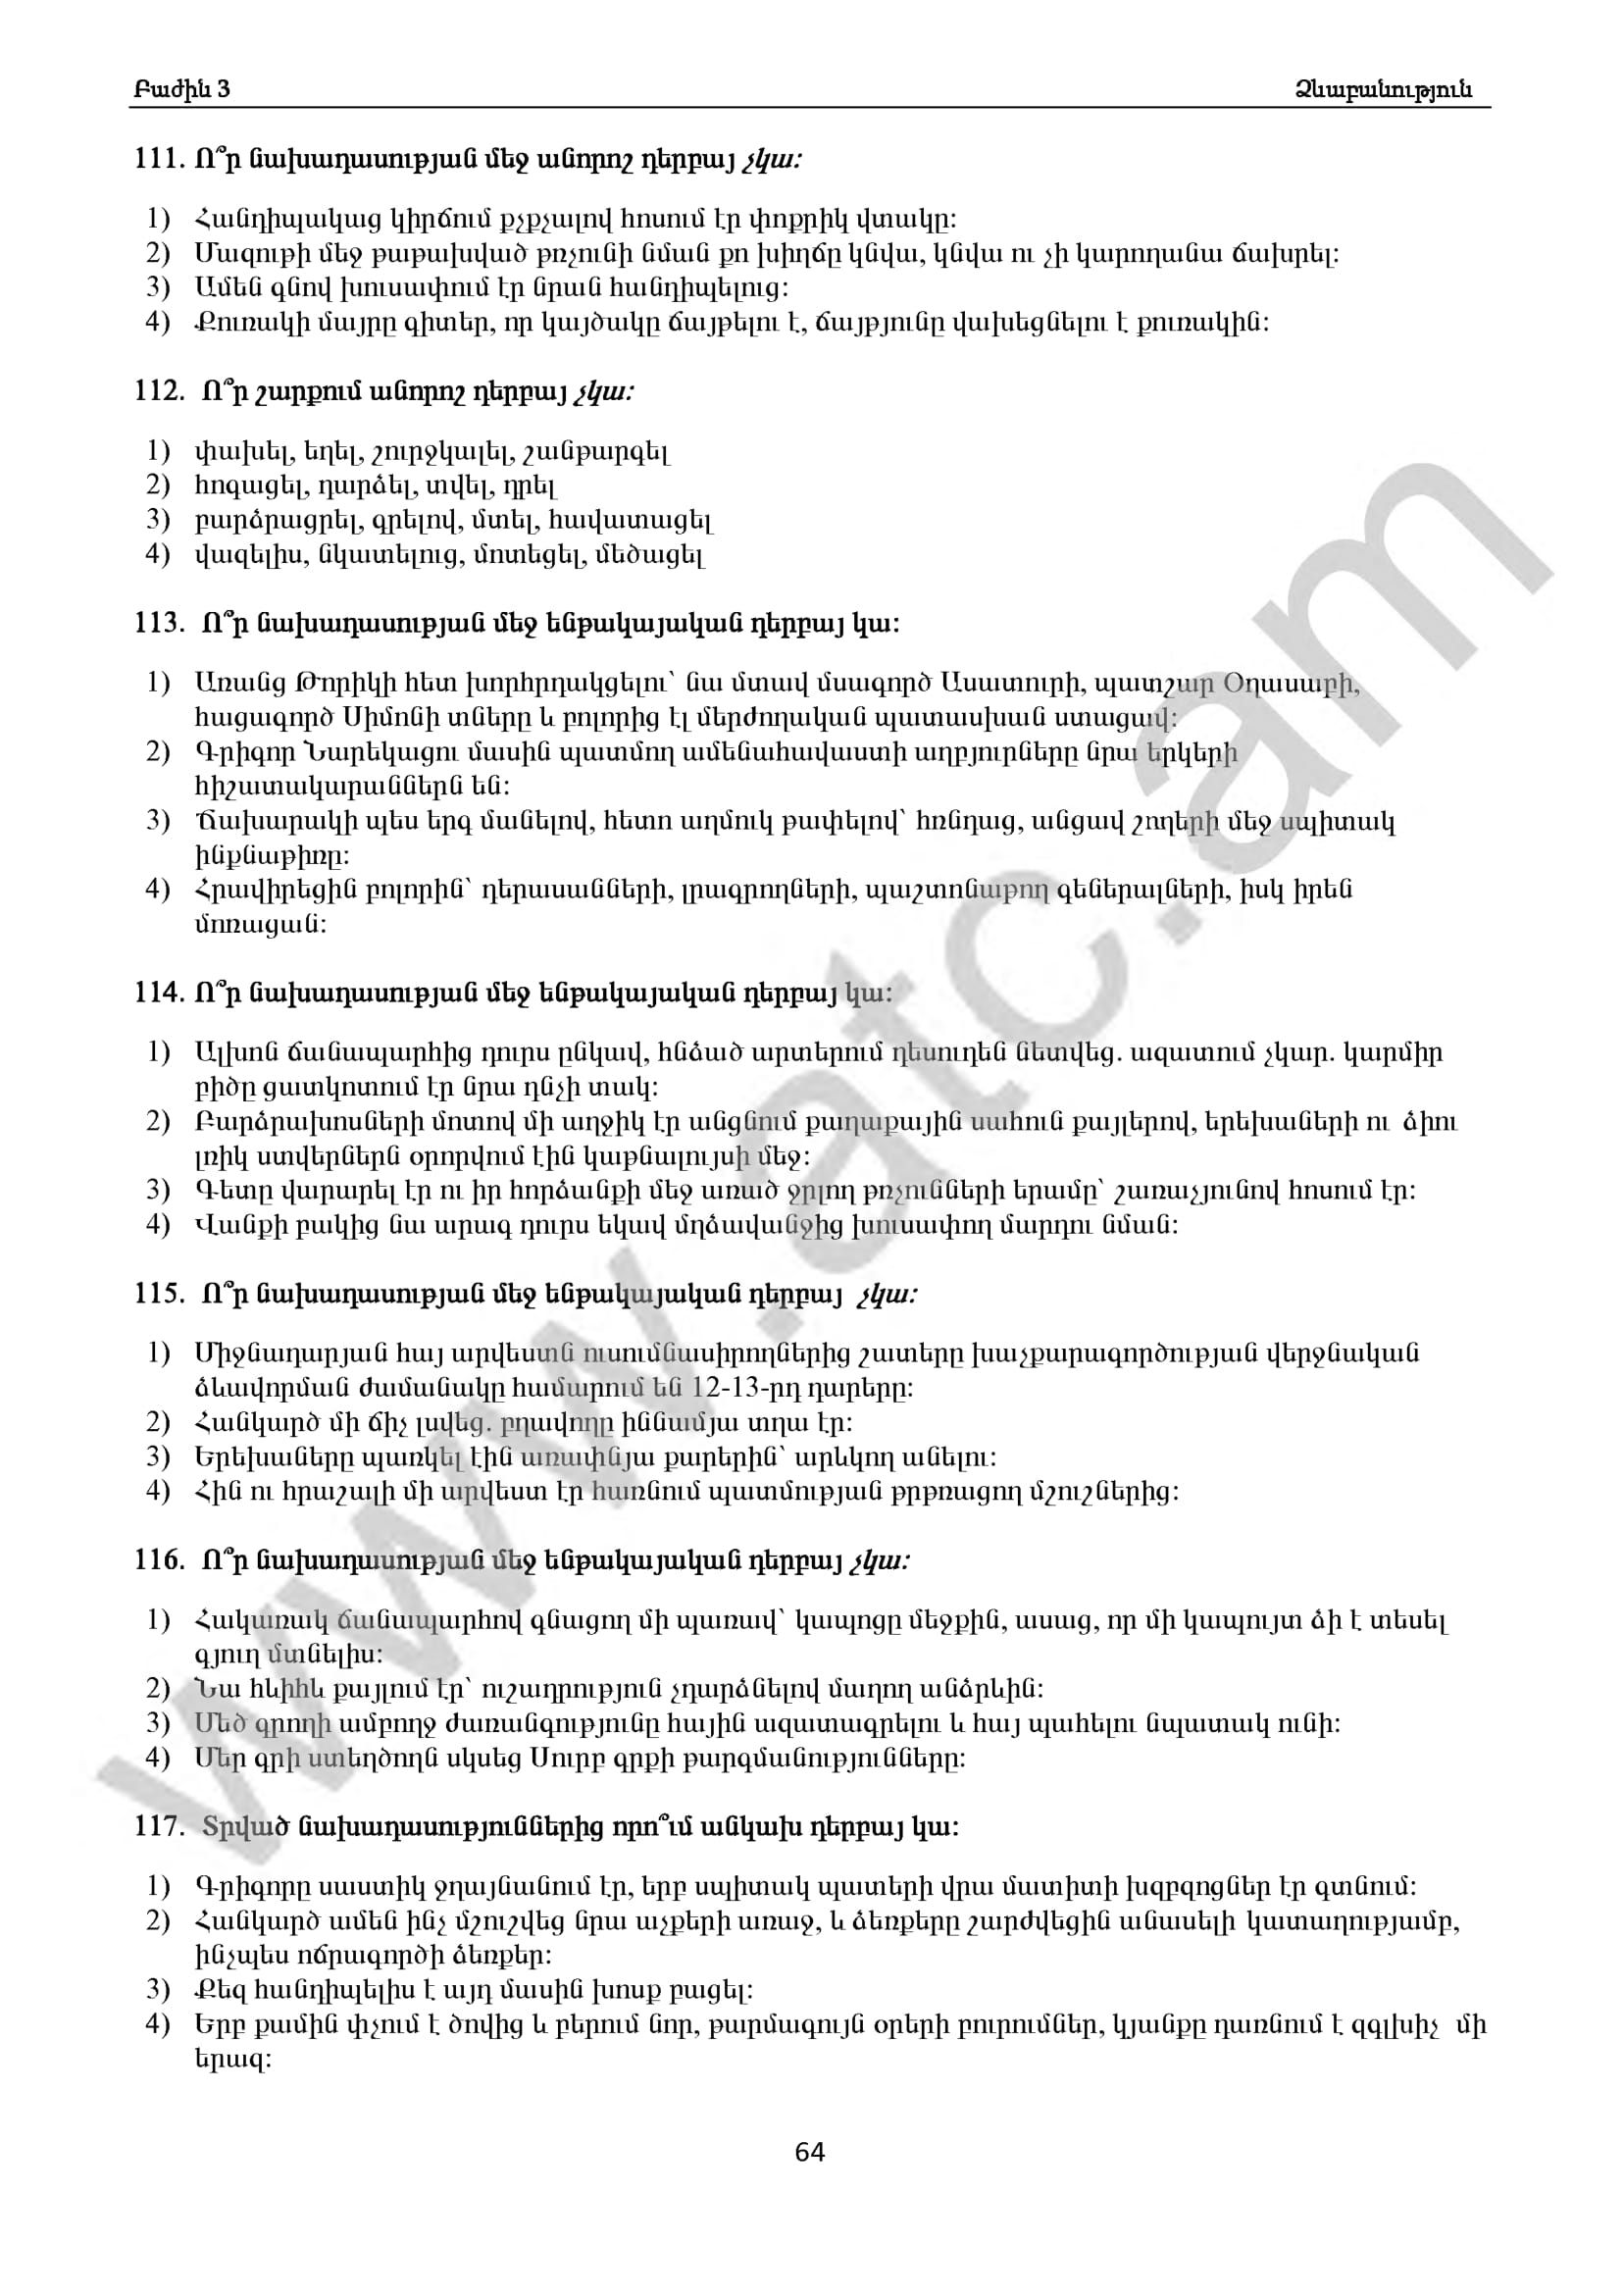 Բաժին 3 Ձևաբանություն
111. Ո՞ր նախադասության մեջ անորոշ դերբայ չկա:
1) Հանդիպակաց կիրճում քչքչալով հոսում էր փոքրիկ վտակը:
2) Մազութի մեջ թաթախված թռչունի նման քո խիղճը կնվա, կնվա ու չի կարողանա ճախրել:
3) Ամեն գնով խուսափում էր նրան հանդիպելուց:
4) Քուռակի մայրը գիտեր, որ կայծակը ճայթելու է, ճայթյունը վախեցնելու է քուռակին:
112. Ո՞ր շարքում անորոշ դերբայ չկա:
1) փախել, եղել, շուրջկալել, շանթարգել
2) հոգացել, դարձել, տվել, դրել
3) բարձրացրել, գրելով, մտել, հավատացել
4) վազելիս, նկատելուց, մոտեցել, մեծացել
113. Ո՞ր նախադասության մեջ ենթակայական դերբայ կա:
1) Առանց Թորիկի հետ խորհրդակցելու՝ նա մտավ մսագործ Ասատուրի, պատշար Օղասաբի,
հացագործ Սիմոնի տները և բոլորից էլ մերժողական պատասխան ստացավ:
2) Գրիգոր Նարեկացու մասին պատմող ամենահավաստի աղբյուրները նրա երկերի
հիշատակարաններն են:
3) Ճախարակի պես երգ մանելով, հետո աղմուկ թափելով՝ հռնդաց, անցավ շողերի մեջ սպիտակ
ինքնաթիռը:
4) Հրավիրեցին բոլորին՝ դերասանների, լրագրողների, պաշտոնաթող գեներալների, իսկ իրեն
մոռացան:
114. Ո՞ր նախադասության մեջ ենթակայական դերբայ կա:
1) Ալխոն ճանապարհից դուրս ընկավ, հնձած արտերում դեսուդեն նետվեց. ազատում չկար. կարմիր
բիծը ցատկոտում էր նրա դնչի տակ:
2) Բարձրախոսների մոտով մի աղջիկ էր անցնում քաղաքային սահուն քայլերով, երեխաների ու ձիու
լռիկ ստվերներն օրորվում էին կաթնալույսի մեջ:
3) Գետը վարարել էր ու իր հորձանքի մեջ առած ջրլող թռչունների երամը՝ շառաչյունով հոսում էր:
4) Վանքի բակից նա արագ դուրս եկավ մղձավանջից խուսափող մարդու նման:
115. Ո՞ր նախադասության մեջ ենթակայական դերբայ չկա:
1) Միջնադարյան հայ արվեստն ուսումնասիրողներից շատերը խաչքարագործության վերջնական
ձևավորման ժամանակը համարում են 12-13-րդ դարերը:
2) Հանկարծ մի ճիչ լսվեց. բղավողը իննամյա տղա էր:
3) Երեխաները պառկել էին առափնյա քարերին՝ արևկող անելու:
4) Հին ու հրաշալի մի արվեստ էր հառնում պատմության թրթռացող մշուշներից:
116. Ո՞ր նախադասության մեջ ենթակայական դերբայ չկա:
1) Հակառակ ճանապարհով գնացող մի պառավ՝ կապոցը մեջքին, ասաց, որ մի կապույտ ձի է տեսել
գյուղ մտնելիս:
2) Նա հևիհև քայլում էր՝ ուշադրություն չդարձնելով մաղող անձրևին:
3) Մեծ գրողի ամբողջ ժառանգությունը հային ազատագրելու և հայ պահելու նպատակ ունի:
4) Մեր գրի ստեղծողն սկսեց Սուրբ գրքի թարգմանությունները:
117. Տրված նախադասություններից որո՞ւմ անկախ դերբայ կա:
1) Գրիգորը սաստիկ ջղայնանում էր, երբ սպիտակ պատերի վրա մատիտի խզբզոցներ էր գտնում:
2) Հանկարծ ամեն ինչ մշուշվեց նրա աչքերի առաջ, և ձեռքերը շարժվեցին անասելի կատաղությամբ,
ինչպես ոճրագործի ձեռքեր:
3) Քեզ հանդիպելիս է այդ մասին խոսք բացել:
4) Երբ քամին փչում է ծովից և բերում նոր, թարմագույն օրերի բուրումներ, կյանքը դառնում է զգլխիչ մի
երազ:
64
www.atc.am